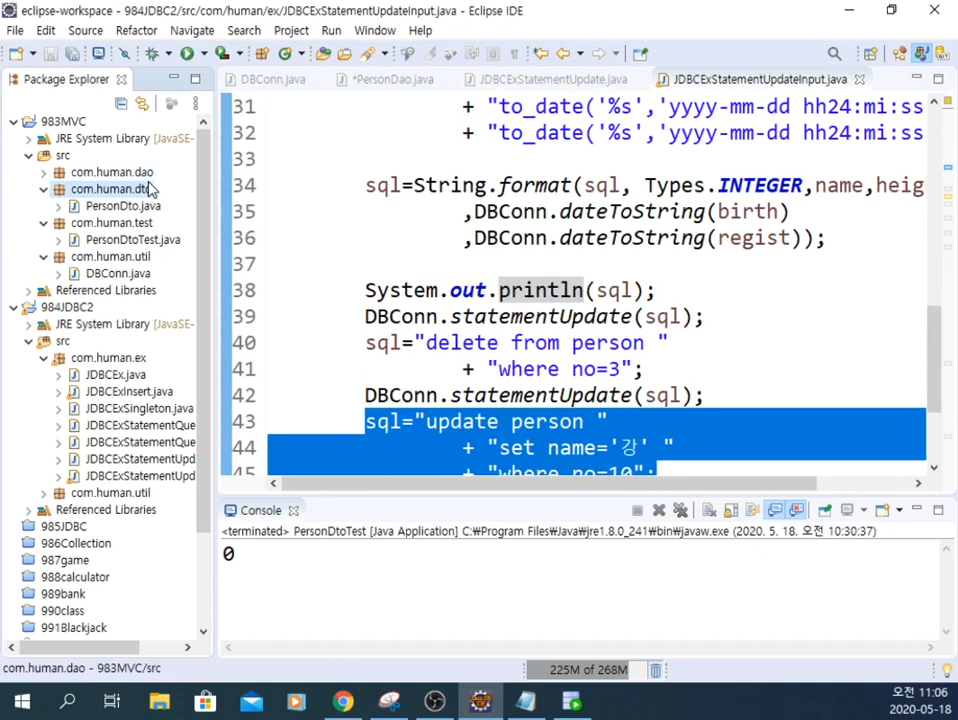 eclipse-workspace - 984JDBC2/src/com/human/ex/JDBCExStatementUpdateInput.java - Eclipse IDE
File Edit Source Refactor Navigate Search Project Run Window Help
Package Explorer
DBConn.java
*PersonDao.java
JDBCExStatementUpdate.java
JDBCExStatementUpdateInput.java
983MVC
JRE System Library [JavaSE-
src
com.human.dao
com.human.dto
PersonDto.java
com.human.test
PersonDtoTest.java
com.human.util
DBConn.java
Referenced Libraries
984JDBC2
JRE System Library [JavaSE-
src
com.human.ex
JDBCEx.java
JDBCExInsert.java
JDBCExSingleton.java
JDBCExStatementQue
JDBCExStatementQue
JDBCExStatementUpd
JDBCExStatementUpd
com.human.util
Referenced Libraries
985JDBC
986Collection
987game
988calculator
989bank
990class
991Blackjack
31 + "to_date('%s','yyyy-mm-dd hh24:mi:ss
32 + "to_date('%s','yyyy-mm-dd hh24:mi:ss
33
34 sql=String.format(sql, Types.INTEGER,name,heig
35 ,DBConn.dateToString(birth)
36 ,DBConn.dateToString(regist));
37
38 System.out.println(sql);
39 DBConn.statementUpdate(sql);
40 sql="delete from person "
41 + "where no=3";
42 DBConn.statementUpdate(sql);
43 sql="update person "
44 + "set name='강' "
45 + "where no=10";
Console
<terminated> PersonDtoTest [Java Application] C:₩Program Files₩Java₩jre1.8.0_241₩bin₩javaw.exe (2020. 5. 18. 오전 10:30:37)
0
com.human.dao - 983MVC/src
225M of 268M
오전 11:06
2020-05-18